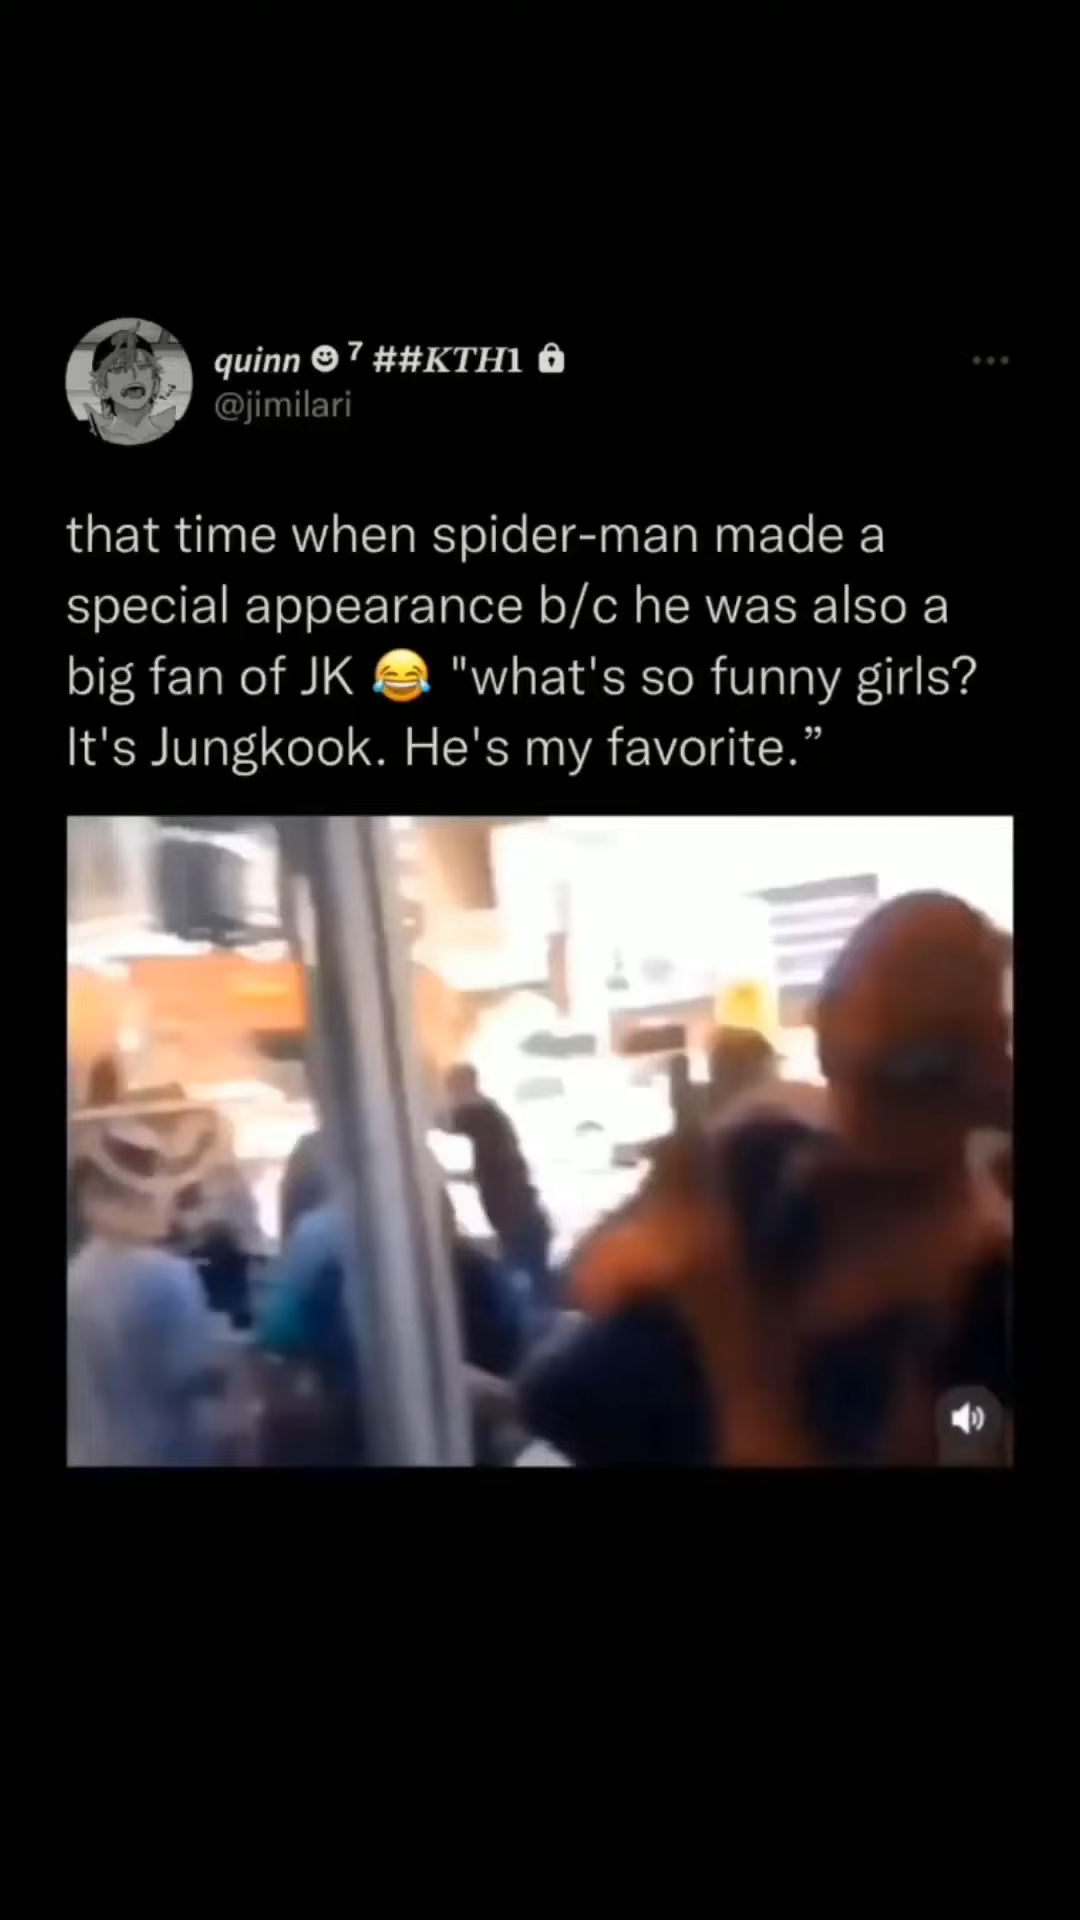 quinn ☻ ⁷ ##KTH1 🔒
@jimilari
that time when spider-man made a
special appearance b/c he was also a
big fan of JK 😂 "what's so funny girls?
It's Jungkook. He's my favorite.”